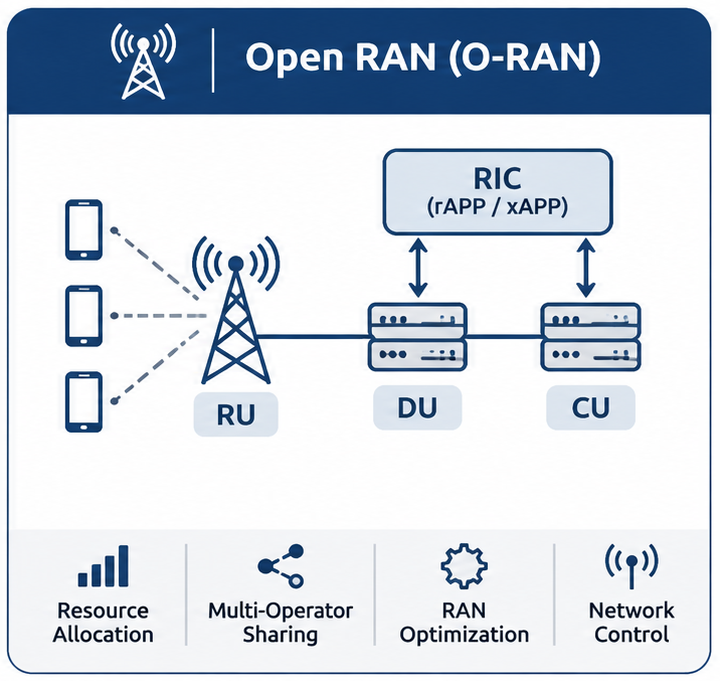 Open RAN (O-RAN)
RIC
(rAPP / xAPP)
RU
DU
CU
Resource
Allocation
Multi-Operator
Sharing
RAN
Optimization
Network
Control